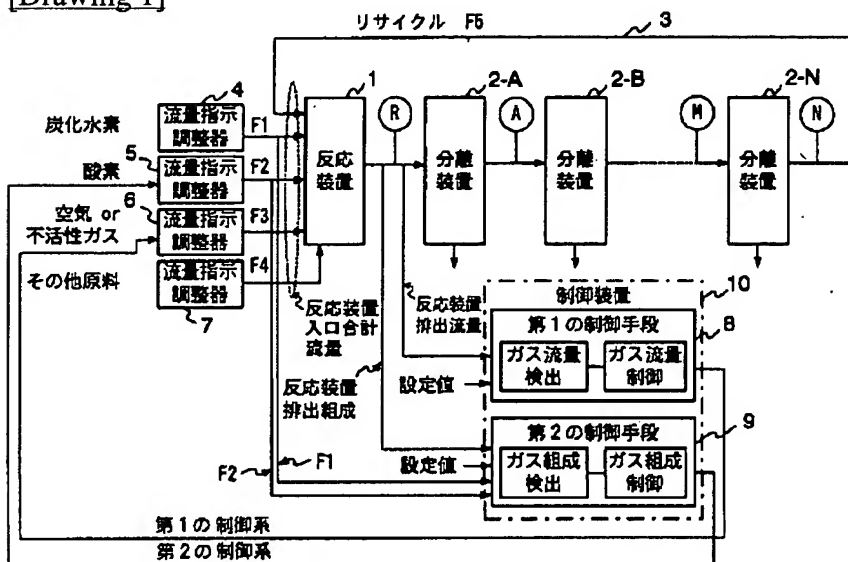 [Drawing 1]
リサイクル F5
3
1
2-A
2-B
2-N
4
炭化水素
流量指示
調整器
F1
5
酸素
流量指示
調整器
F2
6
空気 or
不活性ガス
流量指示
調整器
F3
その他原料
流量指示
調整器
F4
7
反応
装置
R
分離
装置
A
分離
装置
M
分離
装置
N
反応装置
入口合計
流量
反応装置
排出流量
反応装置
排出組成
制御装置
10
第1の制御手段
8
ガス流量
検出
ガス流量
制御
設定値
第2の制御手段
9
ガス組成
検出
ガス組成
制御
設定値
F2
F1
第1の制御系
第2の制御系